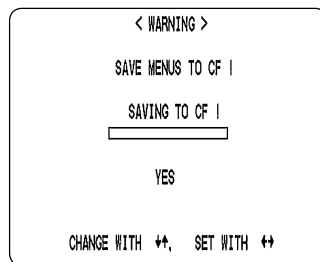 < WARNING >
SAVE MENUS TO CF !
SAVING TO CF !
YES
CHANGE WITH ↓↑, SET WITH ←→